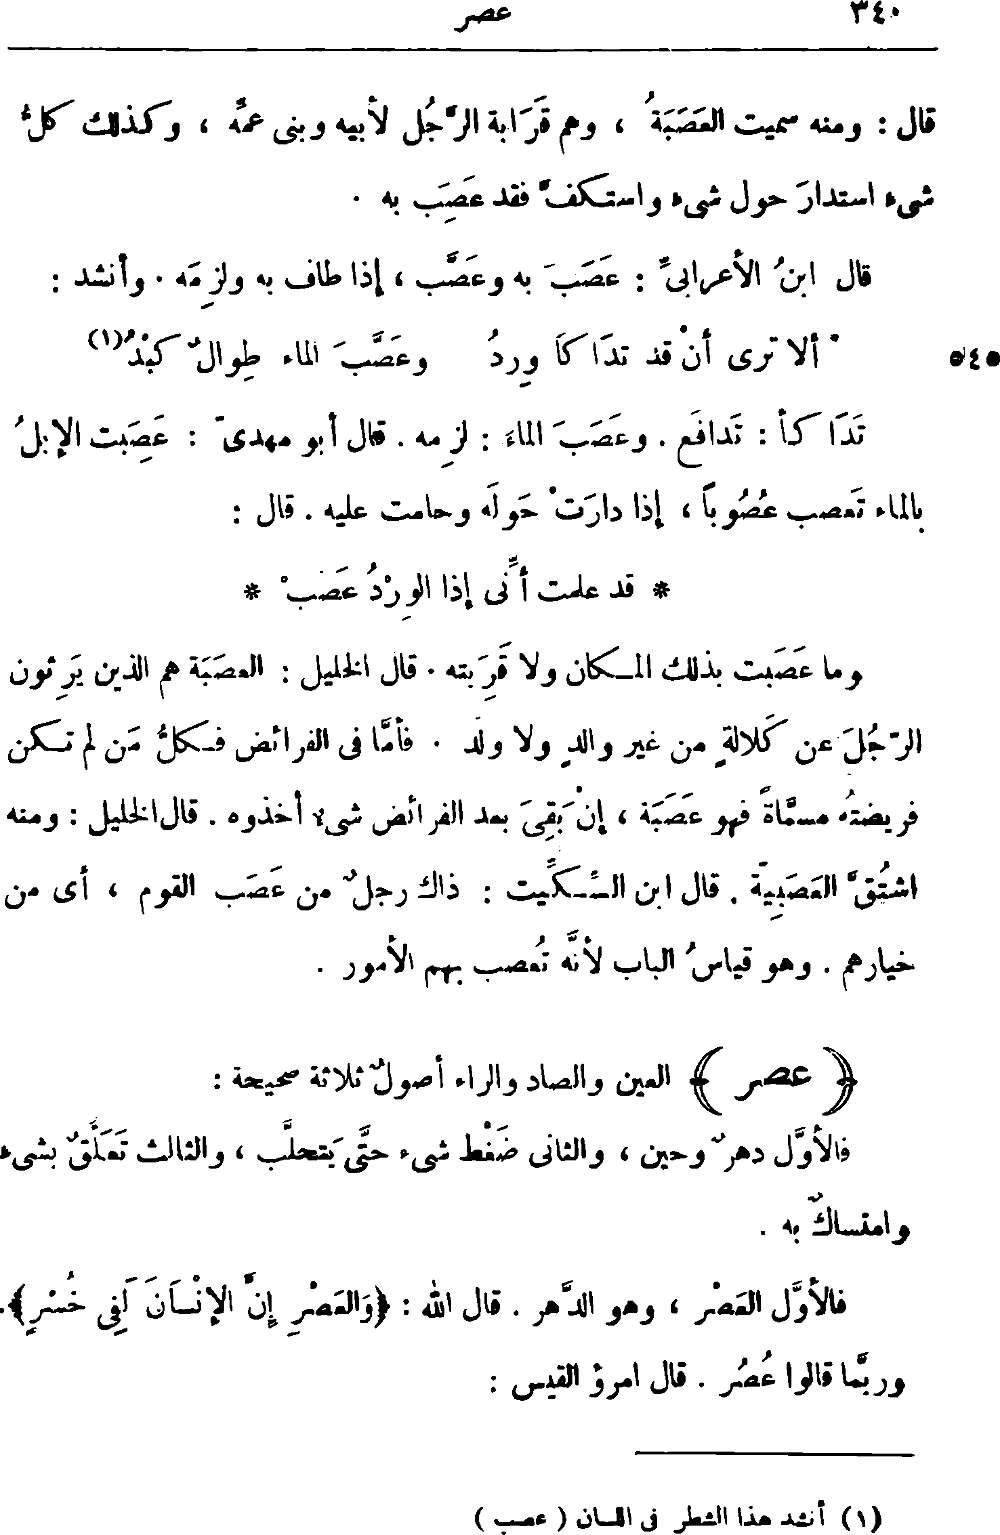 ٣٤٠ عصر
قال : ومنه سميت العَصَبَةُ ، وهم قَرَابة الرّجُل لأبيه وبنى عمِّه ، وكذلك كلُّ
شىء استدارَ حول شىء واستكفَّ فقد عَصَِب به .
قال ابنُ الأعرابىِّ : عَصَبَ به وعَصَّب ، إذا طاف به ولزِمَه . وأنشد :
ألا ترى أنْ قد تدَاكَأَ وِردُ وعَصَّبَ الماء طِوالٌ كبْدُ(١)
تَدَاكأ : تَدافَع . وعَصَبَ الماءَ : لزِمه . قال أبو مهدىّ : عَصِبَت الإبلُ
بالماء تَعصب عُصُوباً ، إذا دارَتْ حَولَه وحامت عليه . قال :
* قد علمت أنِّى إذا الوِرْدُ عَصَبْ *
وما عَصَبت بذلك المكان ولا قَرِبَته . قال الخليل : العصَبَة هم الذين يَرِثون
الرّجُلَ عن كَلالةٍ من غير والدٍ ولا ولد . فأمَّا فى الفرائض فكلُّ مَن لم تكن
فريضتُه مسمَّاةً فهو عَصَبَة ، إنْ بَقِىَ بعد الفرائض شىء أخذوه . قال الخليل : ومنه
اشتُقَّ العَصَبِيّة . قال ابن السِّكِّيت : ذاك رجلٌ من عَصَب القوم ، أى من
خيارهم . وهو قياسُ الباب لأنَّه تُعصب بهم الأمور .
﴿ عصر ﴾ العين والصاد والراء أصولٌ ثلاثة صحيحة :
فالأوَّل دهرٌ وحين ، والثانى ضَغْط شىء حتَّى يَتحلَّب ، والثالث تَعَلُّقٌ بشىء
وامتساكٌ به .
فالأوَّل العَصْر ، وهو الدَّهر . قال الله : ﴿وَالعَصْرِ إِنَّ الإنْسَانَ لَفِى خُسْرٍ﴾.
وربَّما قالوا عُصُر . قال امرؤ القيس :
(١) أنشد هذا الشطر فى اللسان ( عصب )